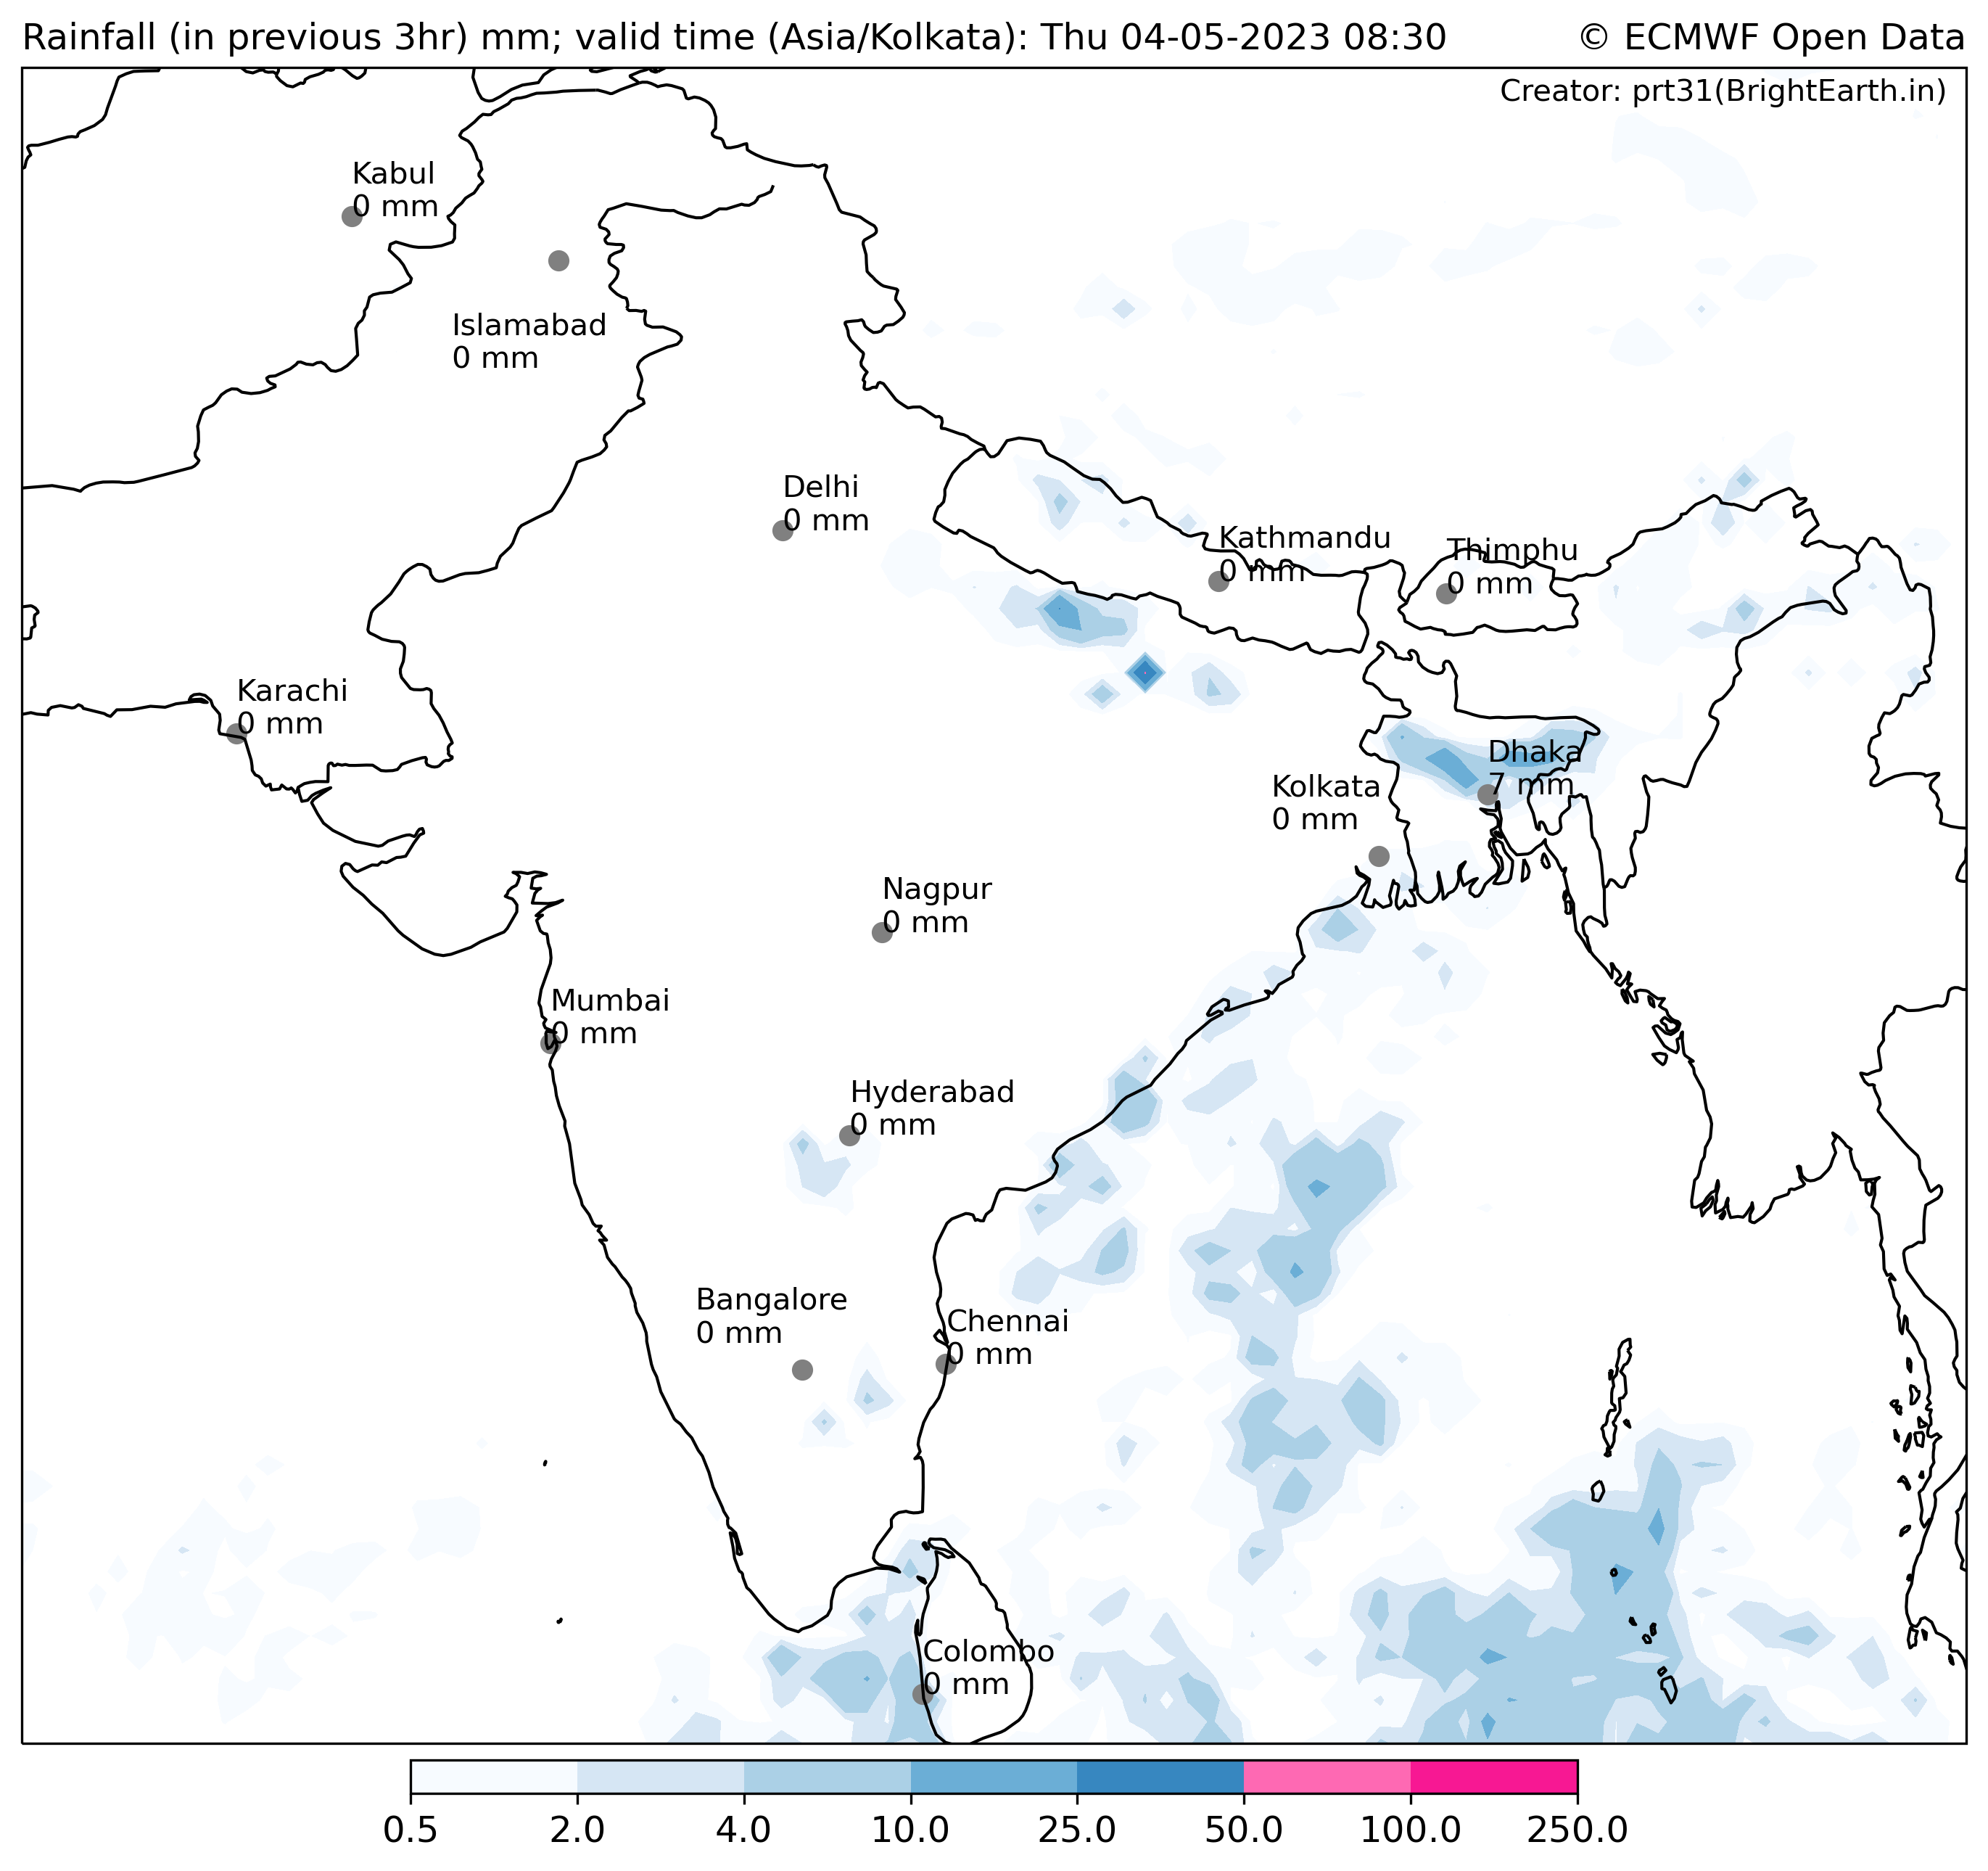 Rainfall (in previous 3hr) mm; valid time (Asia/Kolkata): Thu 04-05-2023 08:30
© ECMWF Open Data
Creator: prt31(BrightEarth.in)
Kabul
0 mm
Islamabad
0 mm
Delhi
0 mm
Kathmandu
0 mm
Thimphu
0 mm
Karachi
0 mm
Dhaka
7 mm
Kolkata
0 mm
Nagpur
0 mm
Mumbai
0 mm
Hyderabad
0 mm
Bangalore
0 mm
Chennai
0 mm
Colombo
0 mm
0.5 2.0 4.0 10.0 25.0 50.0 100.0 250.0